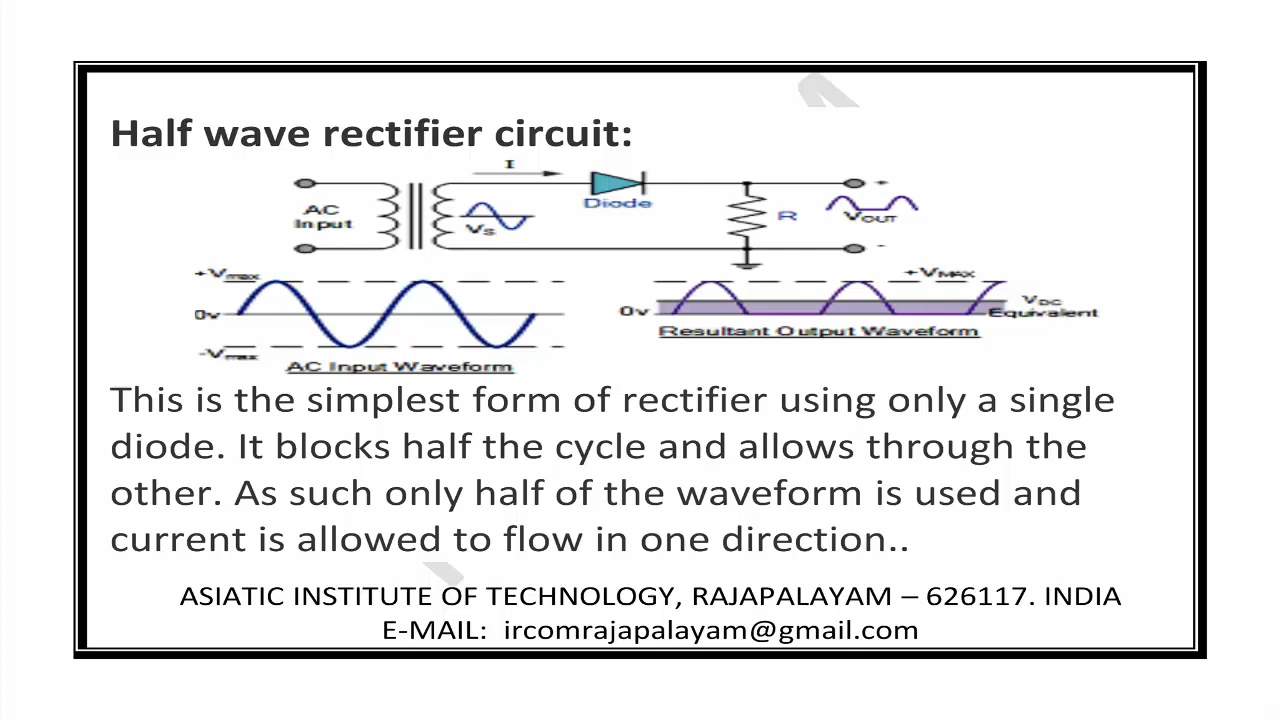 Half wave rectifier circuit:
I
AC
Input
Vs
Diode
R
+
VOUT
-
+Vmax
0v
-Vmax
AC Input Waveform
+VMAX
0v
VDC
Equivalent
Resultant Output Waveform
This is the simplest form of rectifier using only a single
diode. It blocks half the cycle and allows through the
other. As such only half of the waveform is used and
current is allowed to flow in one direction..
ASIATIC INSTITUTE OF TECHNOLOGY, RAJAPALAYAM – 626117. INDIA
E-MAIL:  ircomrajapalayam@gmail.com